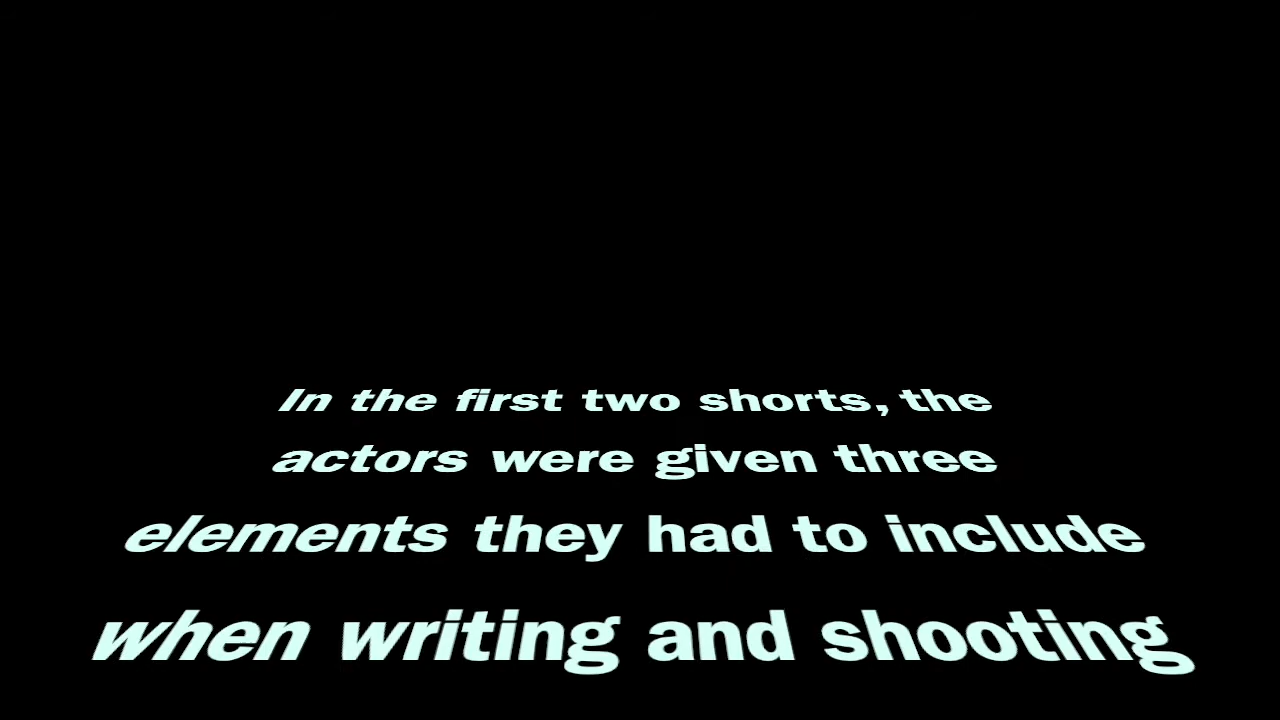 In the first two shorts, the
actors were given three
elements they had to include
when writing and shooting